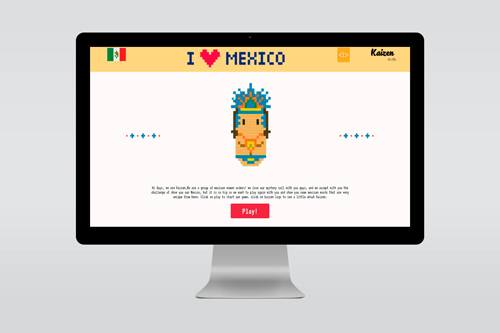 I MEXICO
Kaizen
Hi Guys, we are Kaizen,We are a group of mexican women coders! we love our mystery call with you guys, and we accept with you the
challenge of show you our Mexico, but it is so big so we want to play again with you and show you some mexican words that are very
unique from here. Click on play to start our game, click on kaizen logo to see a little about Kaizen.
Play!